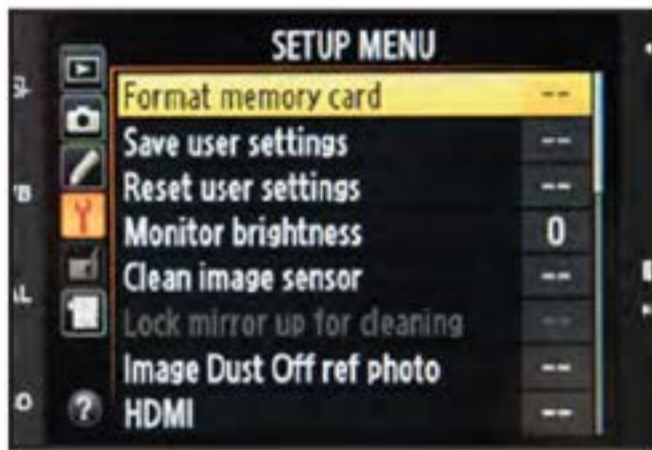 SETUP MENU
Format memory card --
Save user settings --
Reset user settings --
Monitor brightness 0
Clean image sensor --
Lock mirror up for cleaning --
Image Dust Off ref photo --
HDMI --
?